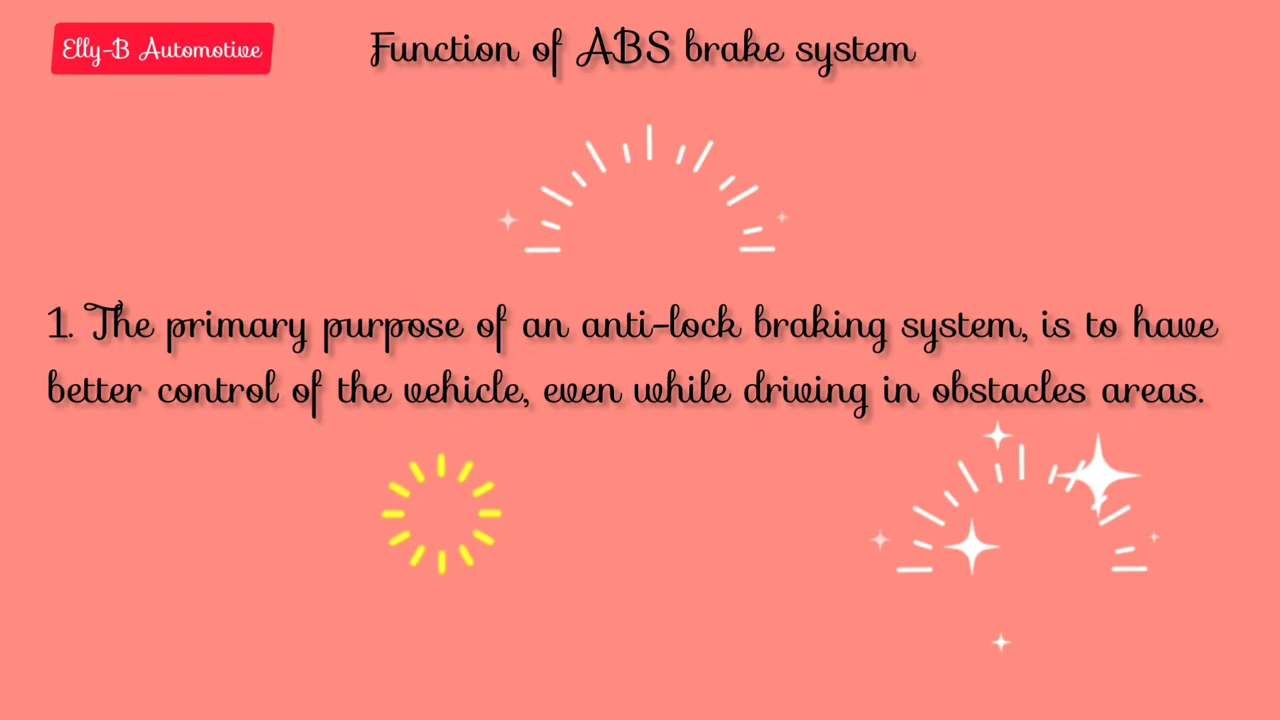 Elly-B Automotive
Function of ABS brake system
1. The primary purpose of an anti-lock braking system, is to have
better control of the vehicle, even while driving in obstacles areas.